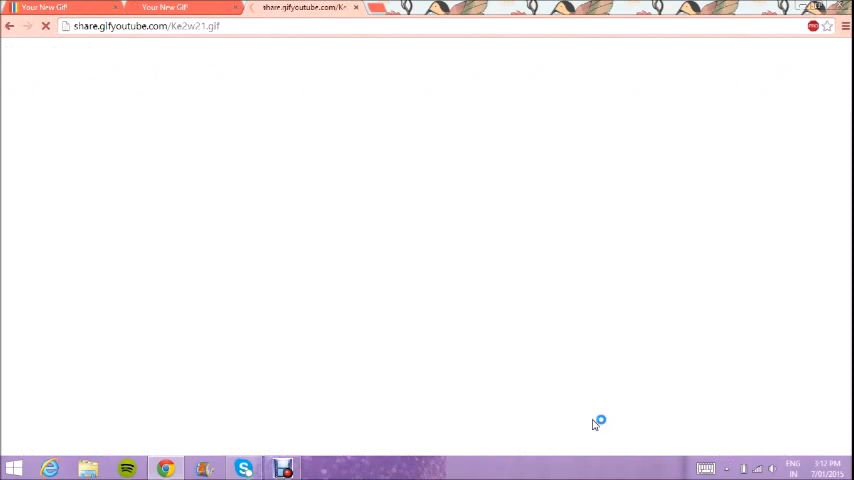 Your New Gif!
Your New Gif!
share.gifyoutube.com/Ke
share.gifyoutube.com/Ke2w21.gif
ENG
3:12 PM
IN
7/01/2015